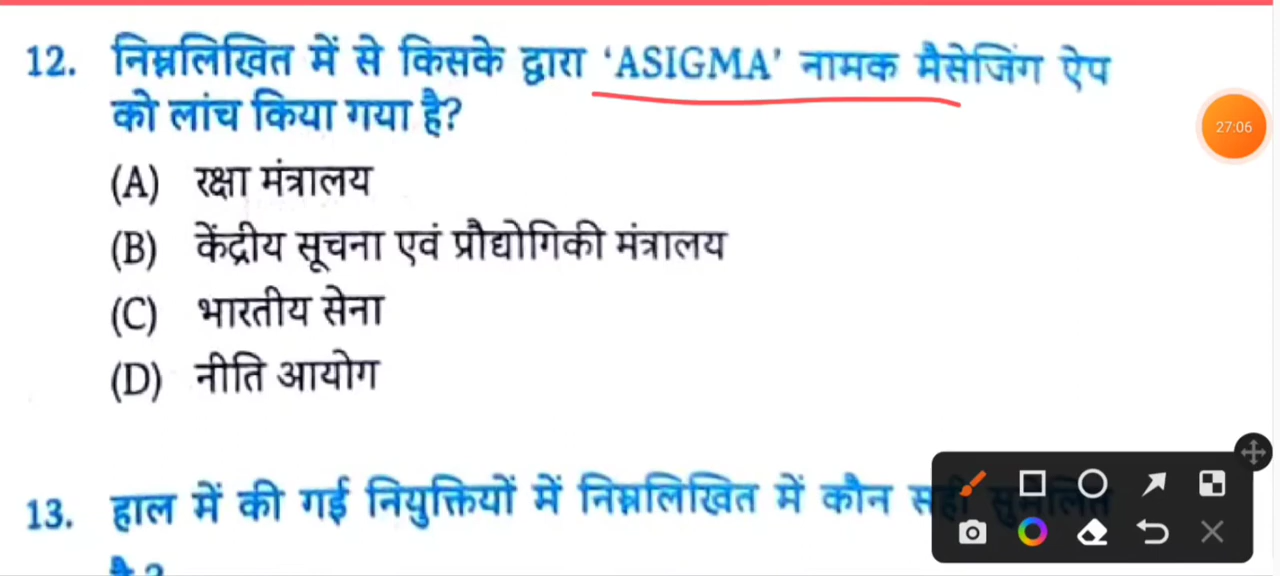 12. निम्नलिखित में से किसके द्वारा ‘ASIGMA’ नामक मैसेजिंग ऐप
को लांच किया गया है?
27:06
(A) रक्षा मंत्रालय
(B) केंद्रीय सूचना एवं प्रौद्योगिकी मंत्रालय
(C) भारतीय सेना
(D) नीति आयोग
13. हाल में की गई नियुक्तियों में निम्नलिखित में कौन सही सुमेलित